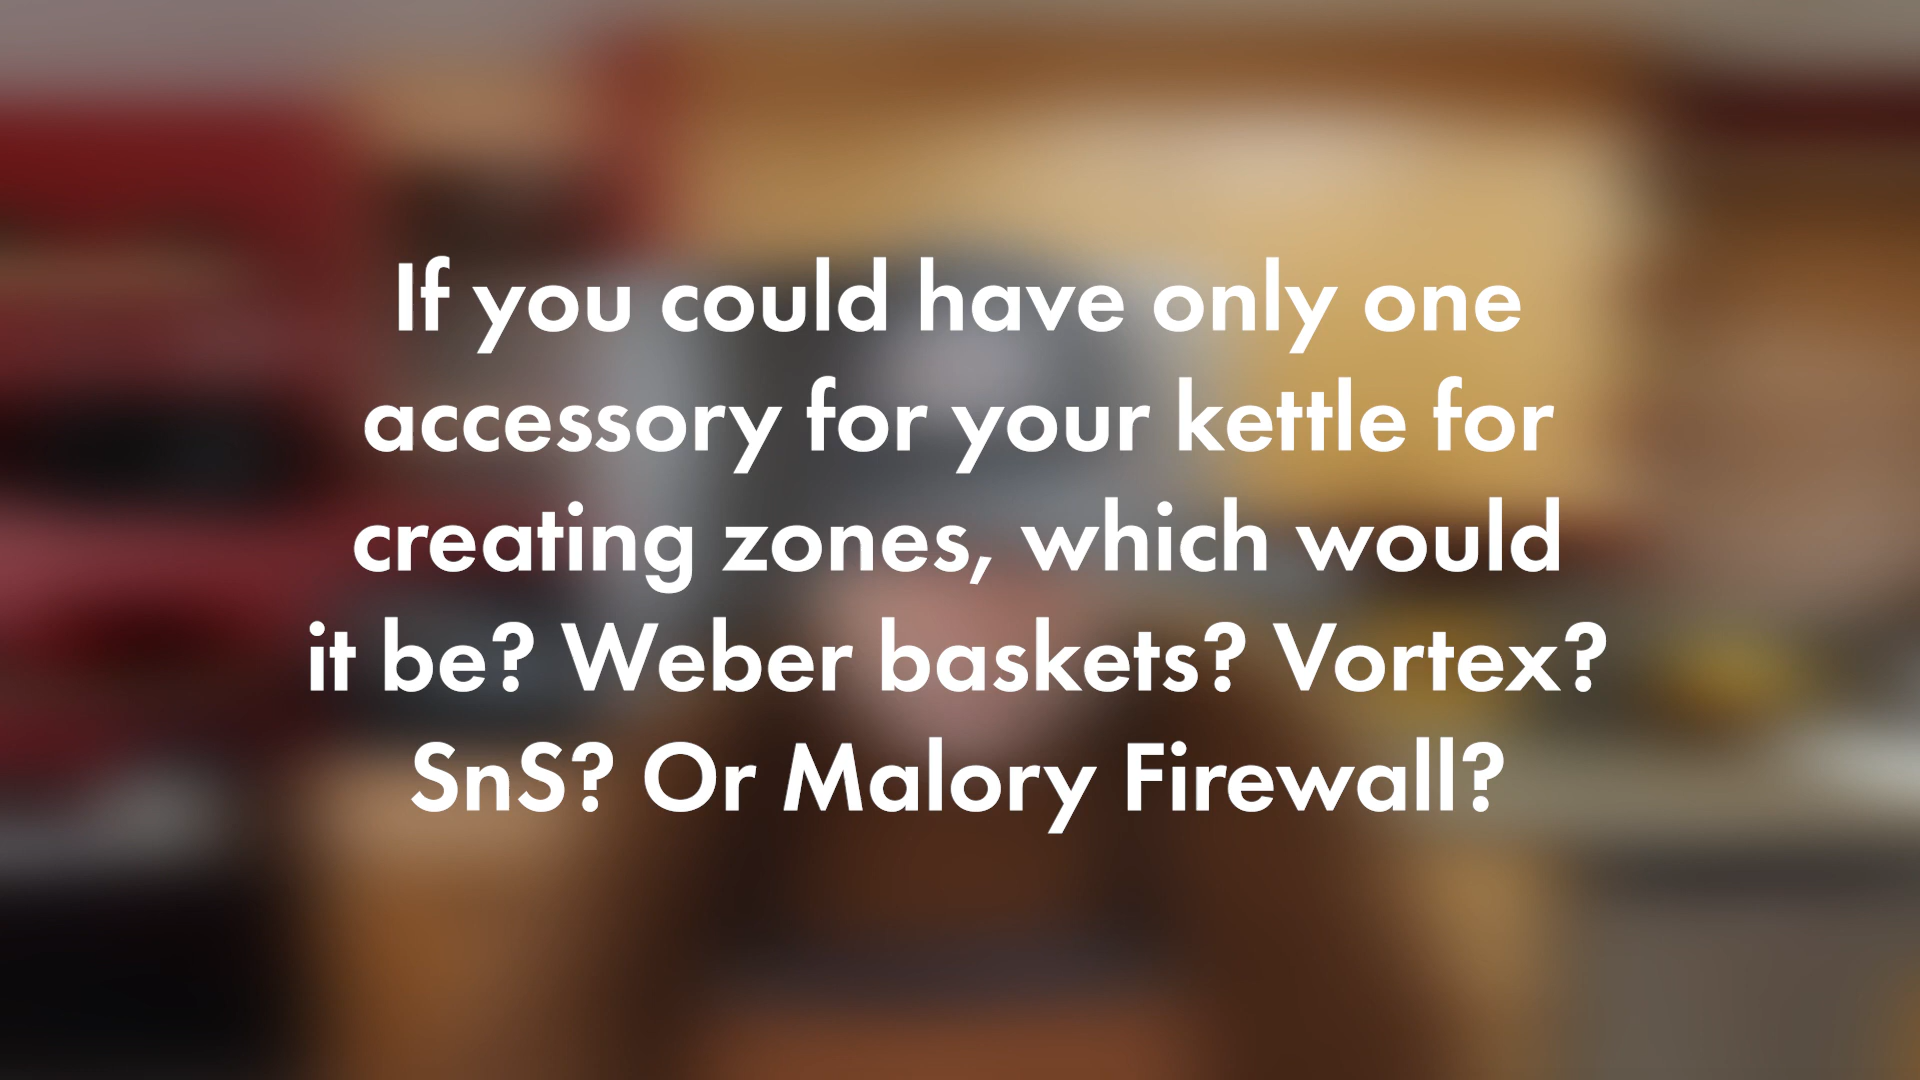 If you could have only one
accessory for your kettle for
creating zones, which would
it be? Weber baskets? Vortex?
SnS? Or Malory Firewall?